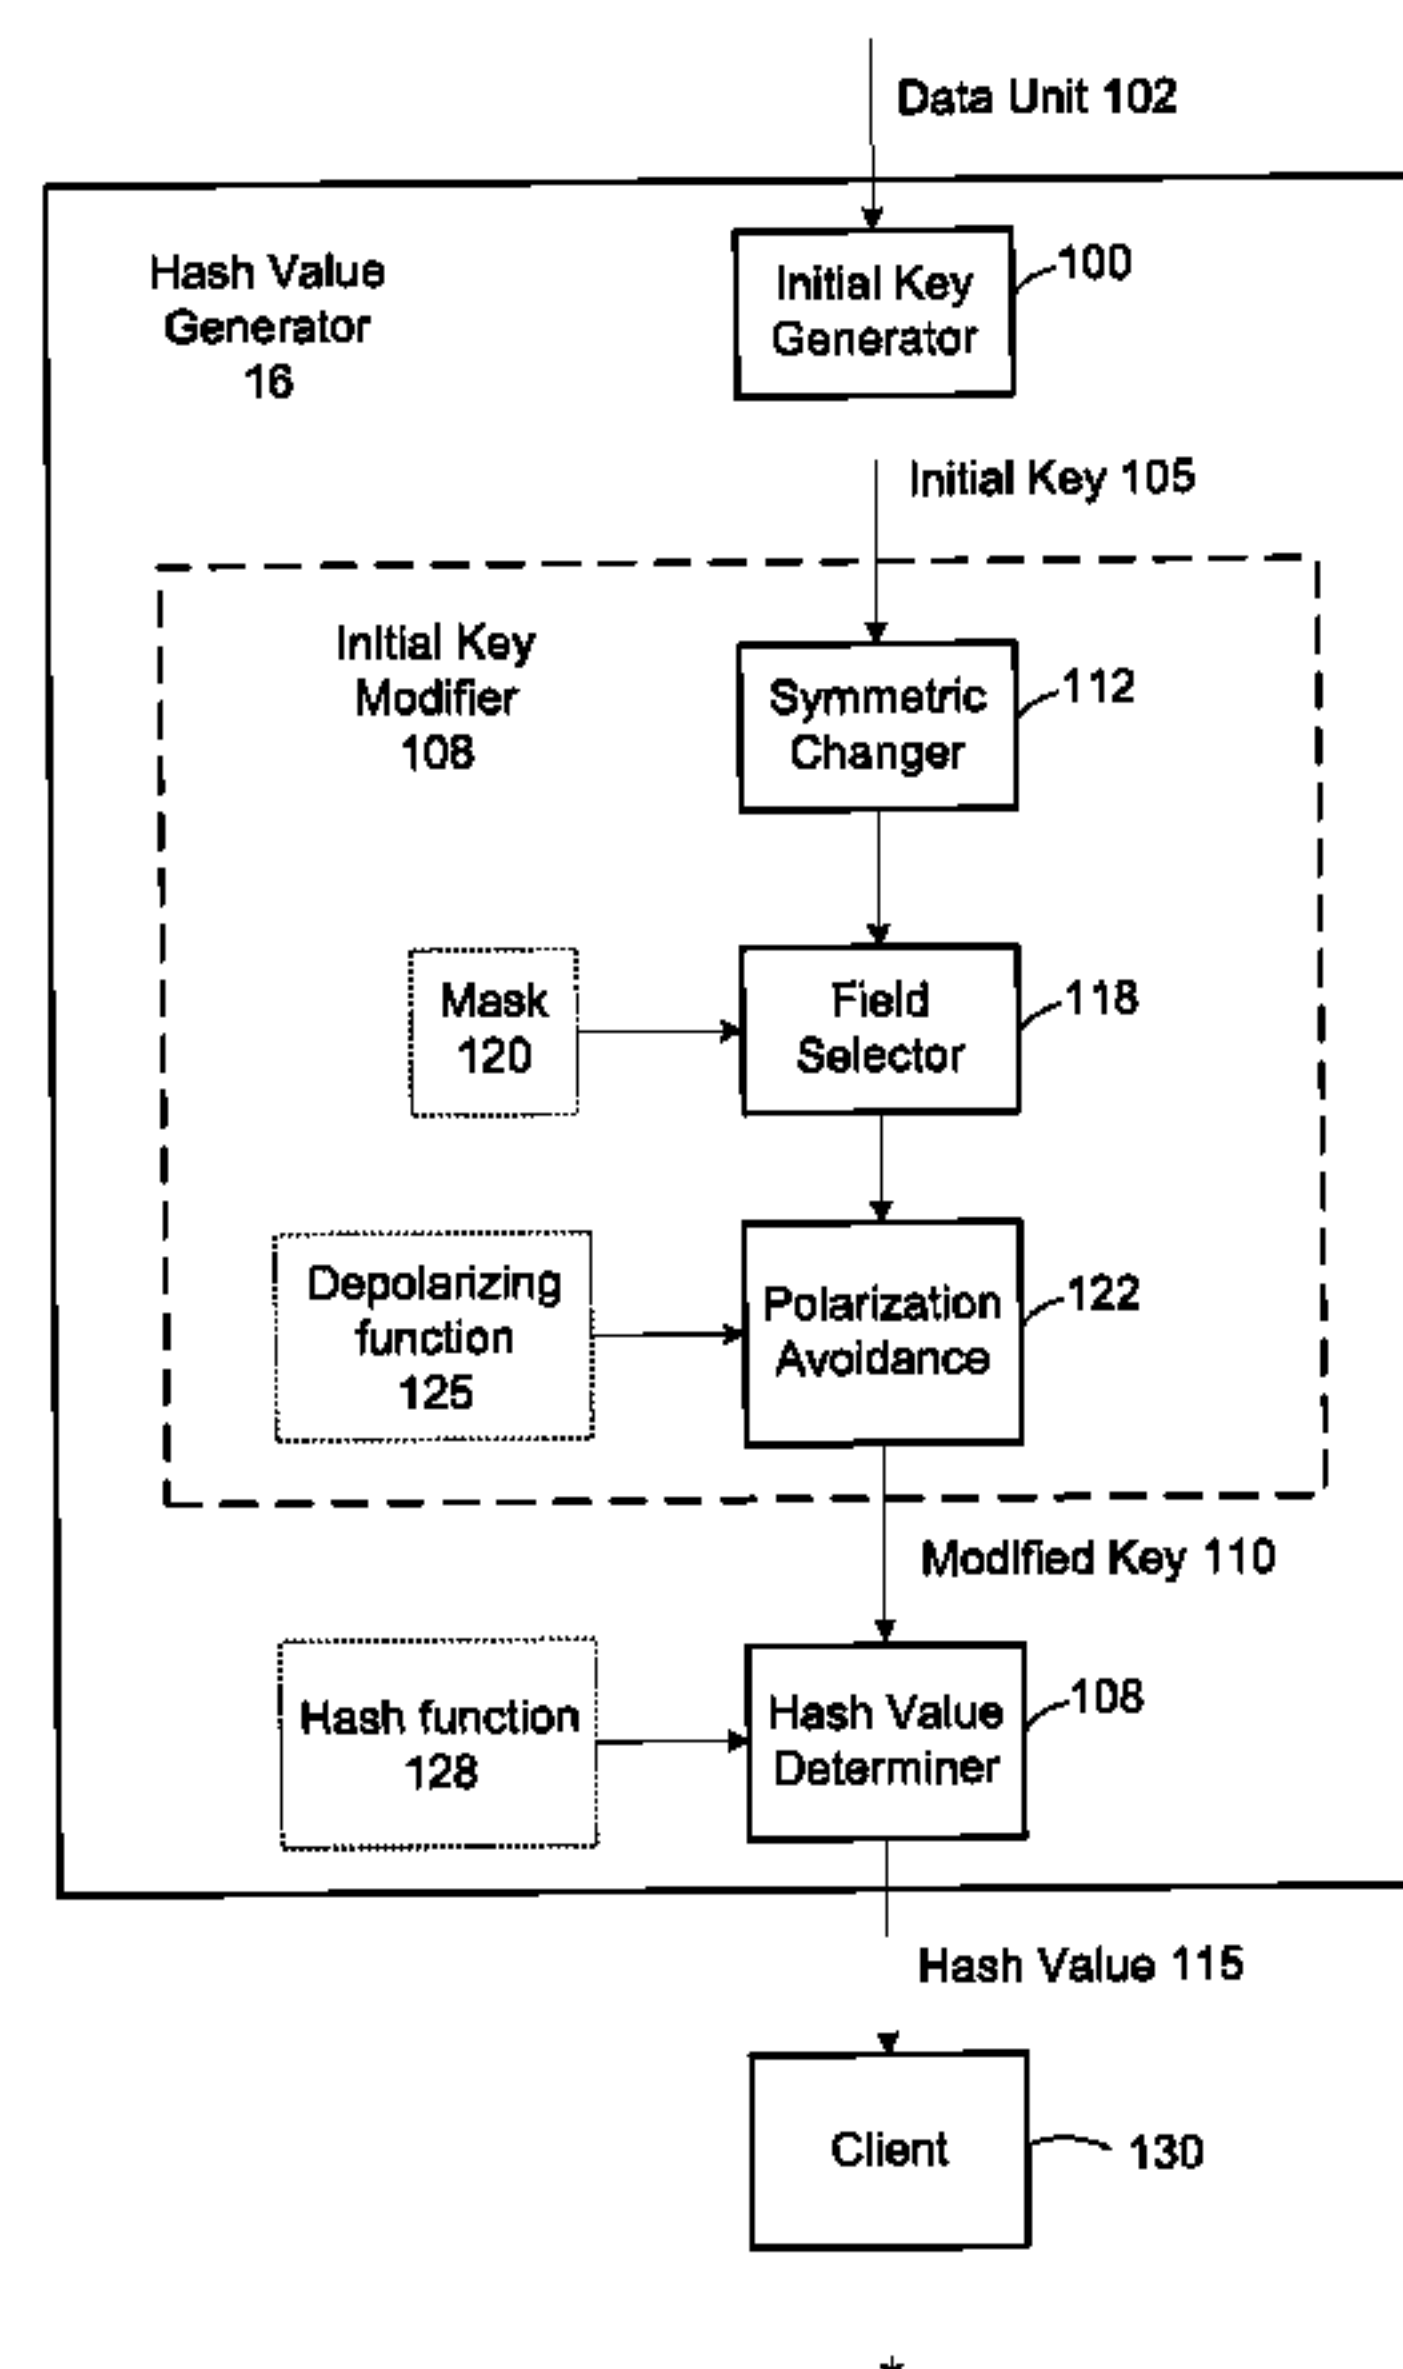 Data Unit 102
Hash Value
Generator
16
Initial Key
Generator
100
Initial Key 105
Initial Key
Modifier
108
Symmetric
Changer
112
Mask
120
Field
Selector
118
Depolarizing
function
125
Polarization
Avoidance
122
Modified Key 110
Hash function
128
Hash Value
Determiner
108
Hash Value 115
Client
130